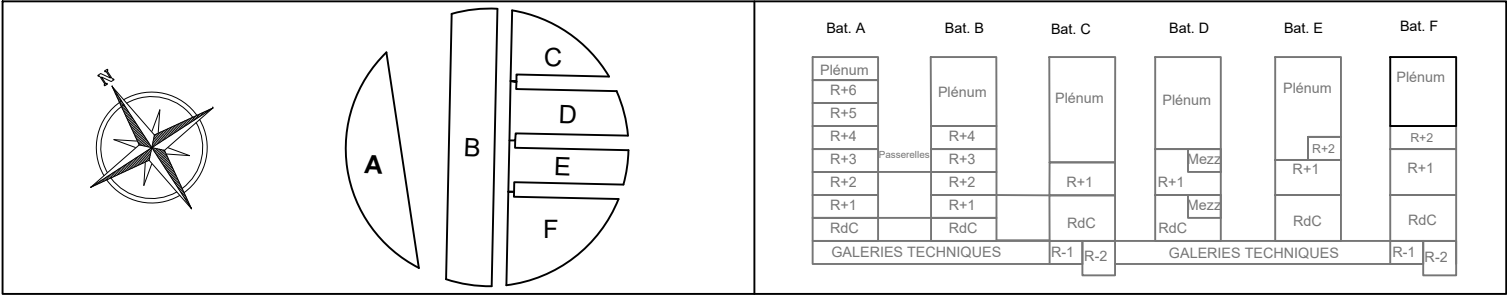 N
A
B
C
D
E
F
Bat. A Bat. B Bat. C Bat. D Bat. E Bat. F
Plénum
R+6
R+5
R+4
R+3
R+2
R+1
RdC
Passerelles
Plénum
R+4
R+3
R+2
R+1
RdC
Plénum
R+1
RdC
Plénum
Mezz
R+1
Mezz
RdC
Plénum
R+2
R+1
RdC
Plénum
R+2
R+1
RdC
GALERIES TECHNIQUES R-1 R-2 GALERIES TECHNIQUES R-1 R-2